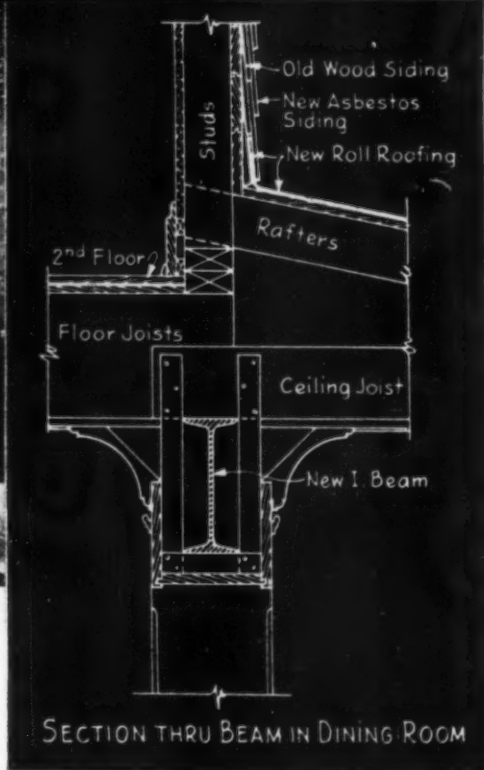 Old Wood Siding
New Asbestos
Siding
New Roll Roofing
Studs
Rafters
2nd Floor
Floor Joists
Ceiling Joist
New I. Beam
SECTION THRU BEAM IN DINING ROOM